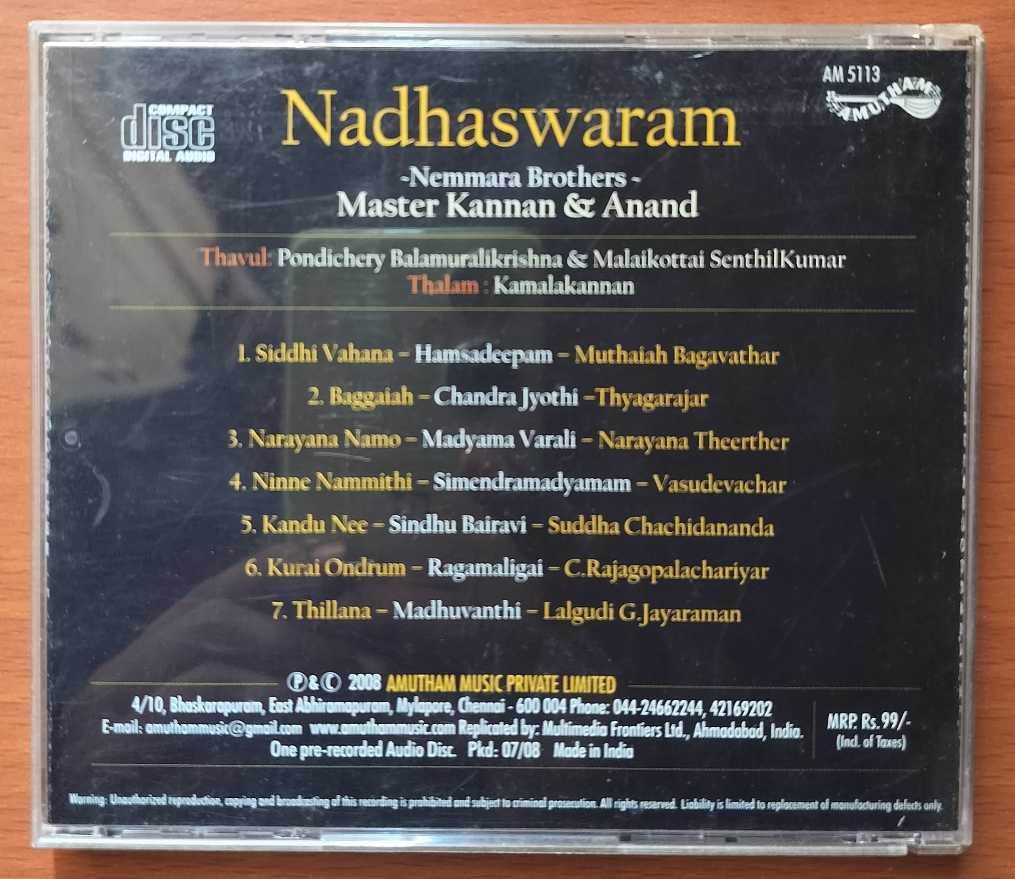 AM 5113
AMUTHAM
COMPACT
disc
DIGITAL AUDIO
Nadhaswaram
-Nemmara Brothers -
Master Kannan & Anand
Thavul: Pondichery Balamuralikrishna & Malaikottai SenthilKumar
Thalam : Kamalakannan
1. Siddhi Vahana – Hamsadeepam – Muthaiah Bagavathar
2. Baggaiah – Chandra Jyothi –Thyagarajar
3. Narayana Namo – Madyama Varali – Narayana Theerther
4. Ninne Nammithi – Simendramadyamam – Vasudevachar
5. Kandu Nee – Sindhu Bairavi – Suddha Chachidananda
6. Kurai Ondrum – Ragamaligai – C.Rajagopalachariyar
7. Thillana – Madhuvanthi – Lalgudi G.Jayaraman
Ⓟ & © 2008 AMUTHAM MUSIC PRIVATE LIMITED
4/10, Bhaskarapuram, East Abhiramapuram, Mylapore, Chennai - 600 004 Phone: 044-24662244, 42169202
E-mail: amuthammusic@gmail.com www.amuthammusic.com Replicated by: Multimedia Frontiers Ltd., Ahmadabad, India.
One pre-recorded Audio Disc. Pkd: 07/08 Made in India
MRP. Rs. 99/-
(Incl. of Taxes)
Warning: Unauthorized reproduction, copying and broadcasting of this recording is prohibited and subject to criminal prosecution. All rights reserved. Liability is limited to replacement of manufacturing defects only.